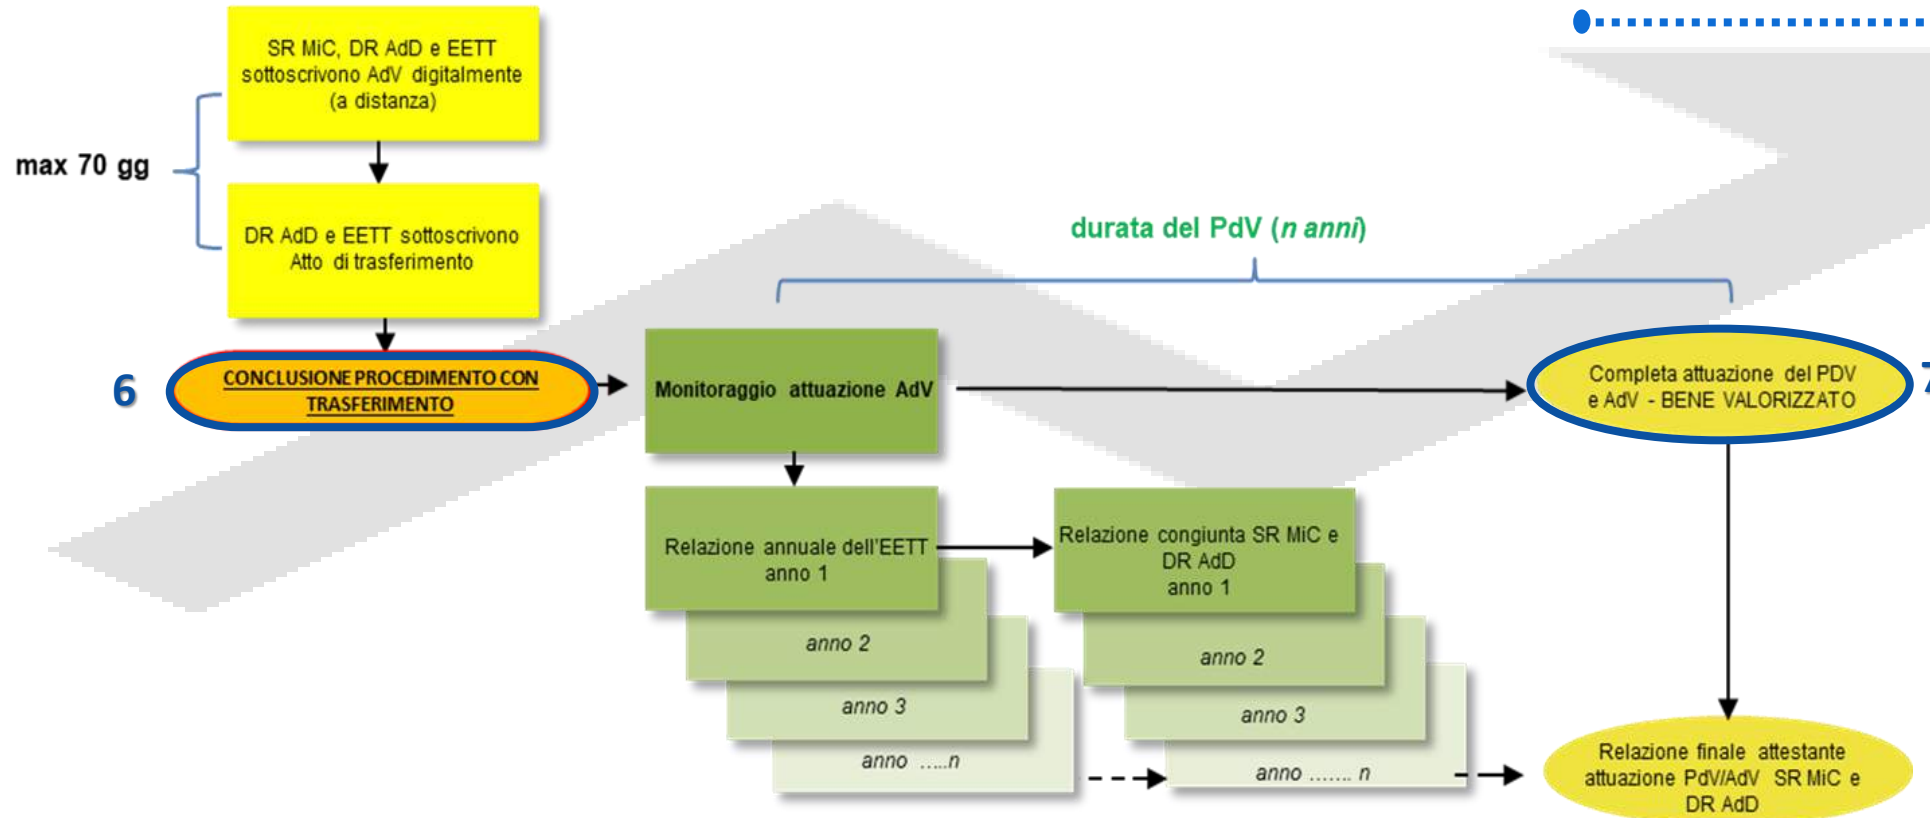 SR MiC, DR AdD e EETT
sottoscrivono AdV digitalmente
(a distanza)
max 70 gg
DR AdD e EETT sottoscrivono
Atto di trasferimento
durata del PdV (n anni)
6
CONCLUSIONE PROCEDIMENTO CON
TRASFERIMENTO
Monitoraggio attuazione AdV
Completa attuazione del PDV
e AdV - BENE VALORIZZATO
7
Relazione annuale dell'EETT
anno 1
anno 2
anno 3
anno .....n
Relazione congiunta SR MiC e
DR AdD
anno 1
anno 2
anno 3
anno ....... n
Relazione finale attestante
attuazione PdV/AdV SR MiC e
DR AdD